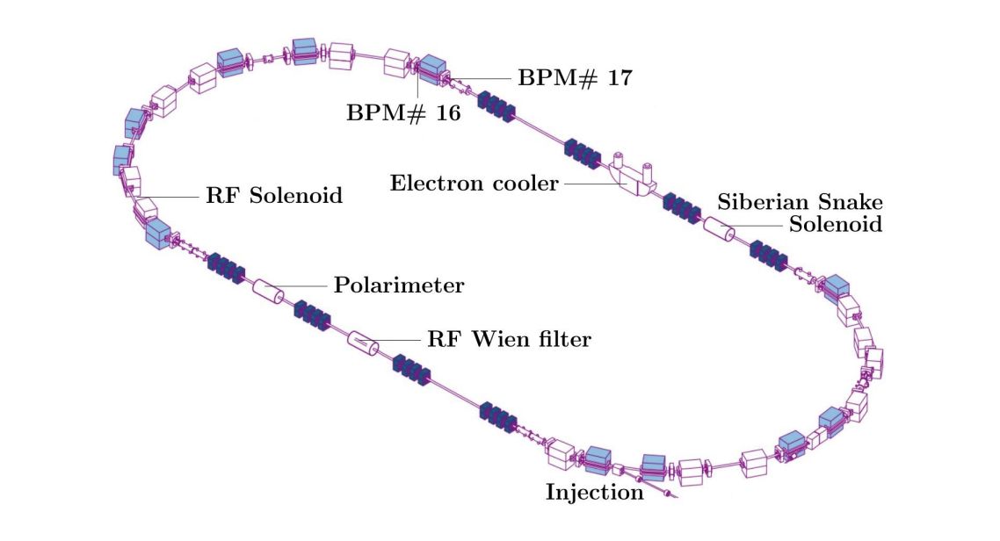 BPM# 17
BPM# 16
Electron cooler
RF Solenoid
Siberian Snake
Solenoid
Polarimeter
RF Wien filter
Injection